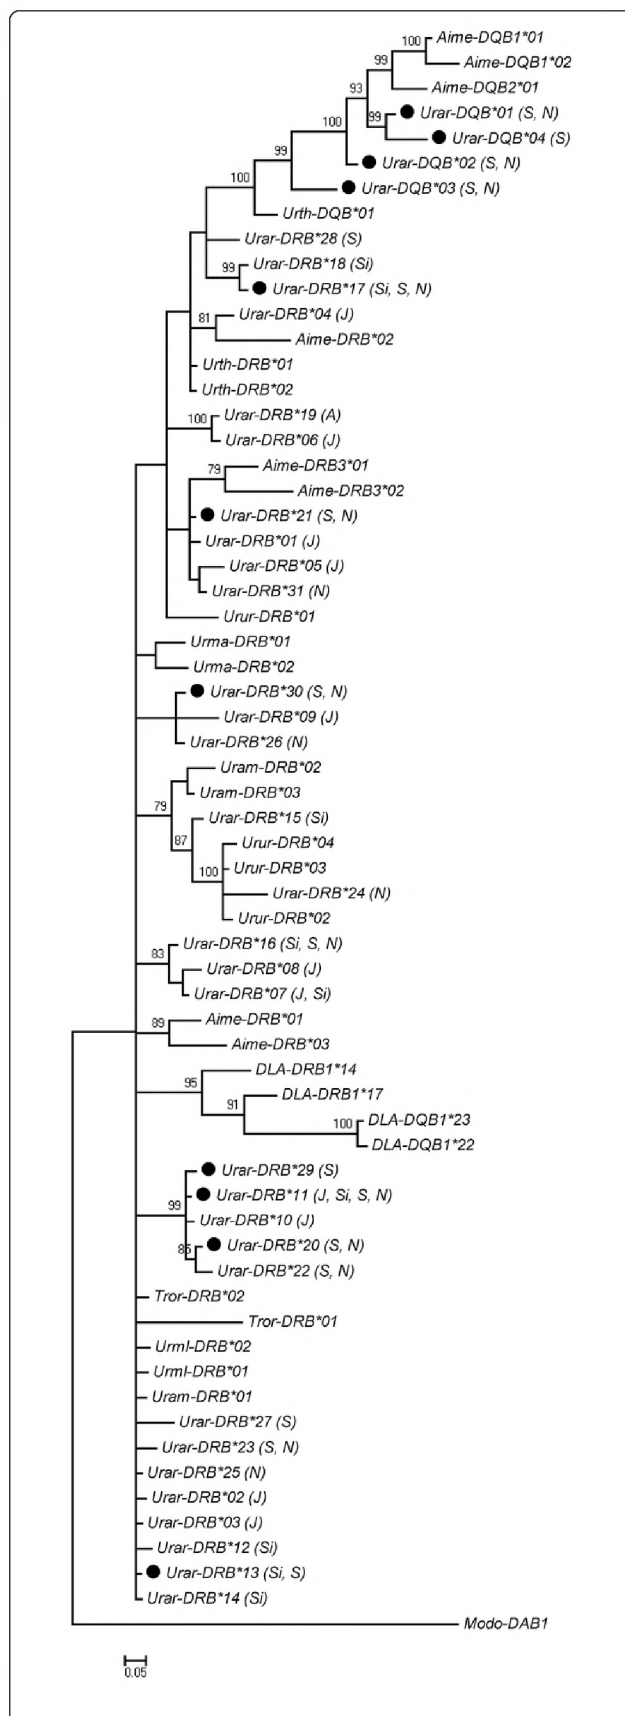 100 Aime-DQB1*01
99 Aime-DQB1*02
93 Aime-DQB2*01
Urar-DQB*01 (S, N)
100 99 Urar-DQB*04 (S)
99 Urar-DQB*02 (S, N)
100 Urar-DQB*03 (S, N)
Urth-DQB*01
Urar-DRB*28 (S)
99 Urar-DRB*18 (Si)
Urar-DRB*17 (Si, S, N)
81 Urar-DRB*04 (J)
Aime-DRB*02
Urth-DRB*01
Urth-DRB*02
100 Urar-DRB*19 (A)
Urar-DRB*06 (J)
79 Aime-DRB3*01
Aime-DRB3*02
Urar-DRB*21 (S, N)
Urar-DRB*01 (J)
Urar-DRB*05 (J)
Urar-DRB*31 (N)
Urur-DRB*01
Urma-DRB*01
Urma-DRB*02
Urar-DRB*30 (S, N)
Urar-DRB*09 (J)
Urar-DRB*26 (N)
Uram-DRB*02
79 Uram-DRB*03
Urar-DRB*15 (Si)
87 Urur-DRB*04
100 Urur-DRB*03
Urar-DRB*24 (N)
Urur-DRB*02
83 Urar-DRB*16 (Si, S, N)
Urar-DRB*08 (J)
Urar-DRB*07 (J, Si)
89 Aime-DRB*01
Aime-DRB*03
95 DLA-DRB1*14
91 DLA-DRB1*17
100 DLA-DQB1*23
DLA-DQB1*22
Urar-DRB*29 (S)
99 Urar-DRB*11 (J, Si, S, N)
Urar-DRB*10 (J)
85 Urar-DRB*20 (S, N)
Urar-DRB*22 (S, N)
Tror-DRB*02
Tror-DRB*01
Urml-DRB*02
Urml-DRB*01
Uram-DRB*01
Urar-DRB*27 (S)
Urar-DRB*23 (S, N)
Urar-DRB*25 (N)
Urar-DRB*02 (J)
Urar-DRB*03 (J)
Urar-DRB*12 (Si)
Urar-DRB*13 (Si, S)
Urar-DRB*14 (Si)
Modo-DAB1
0.05